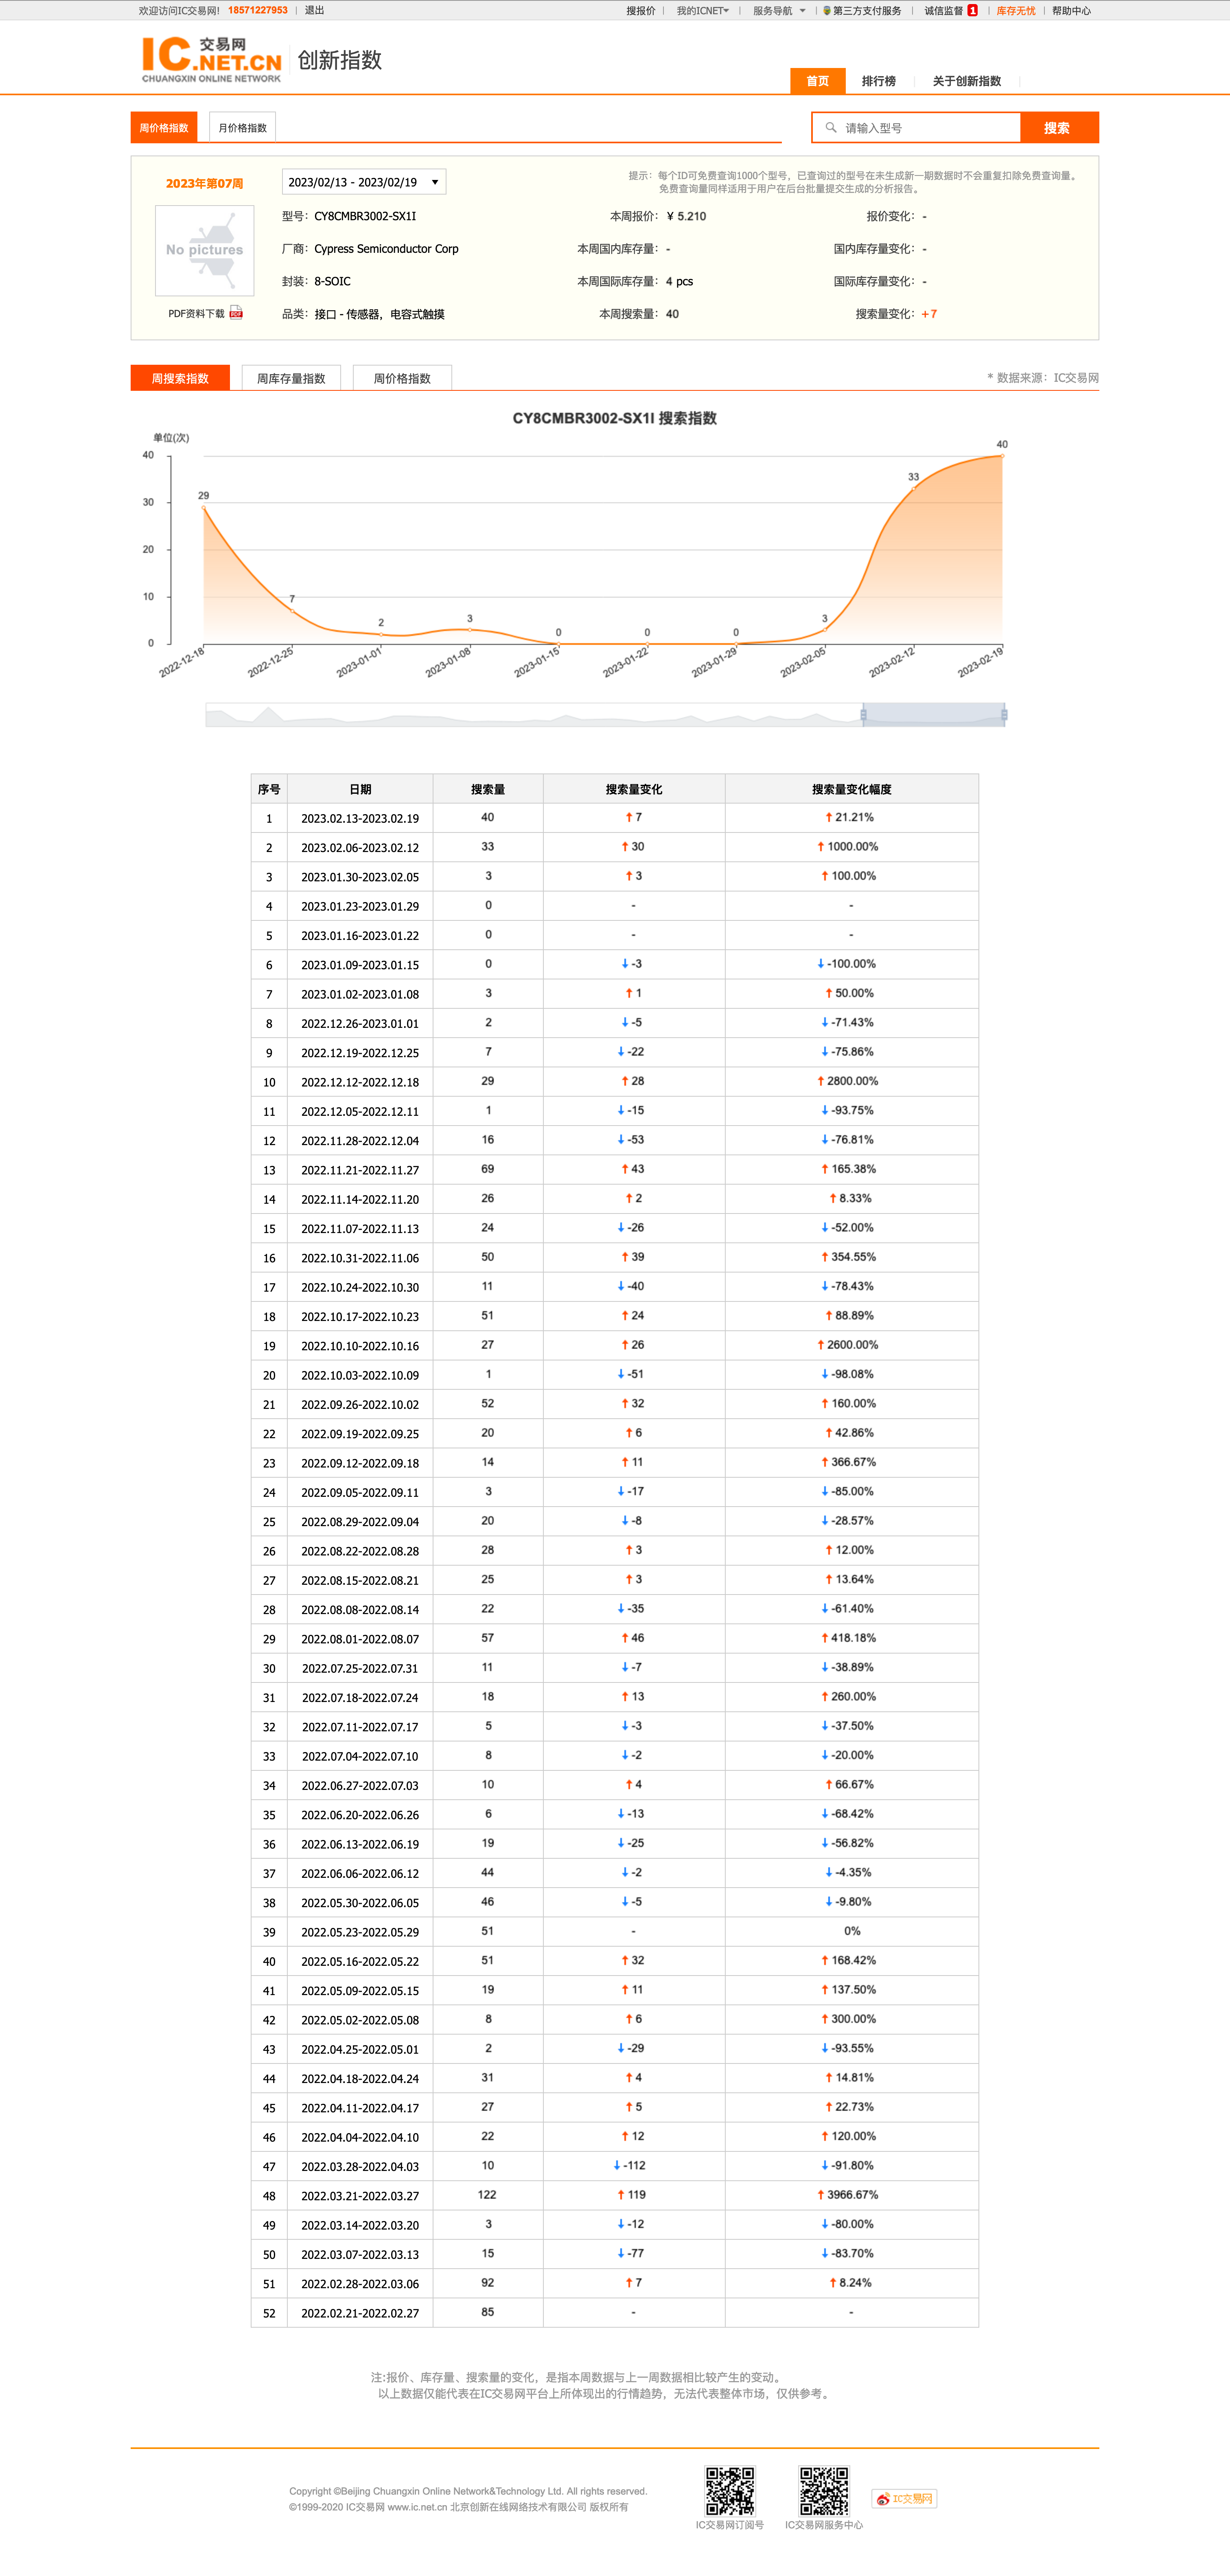 欢迎访问IC交易网! 18571227953 | 退出 搜报价 | 我的ICNET | 服务导航 | 第三方支付服务 | 诚信监督 1 | 库存无忧 | 帮助中心
IC交易网
.NET.CN
CHUANGXIN ONLINE NETWORK
创新指数
首页 排行榜 关于创新指数
周价格指数 月价格指数 请输入型号 搜索
2023年第07周 2023/02/13 - 2023/02/19
提示：每个ID可免费查询1000个型号，已查询过的型号在未生成新一期数据时不会重复扣除免费查询量。
免费查询量同样适用于用户在后台批量提交生成的分析报告。
No pictures
PDF资料下载 PDF
型号：CY8CMBR3002-SX1I 本周报价：¥ 5.210 报价变化：-
厂商：Cypress Semiconductor Corp 本周国内库存量：- 国内库存量变化：-
封装：8-SOIC 本周国际库存量：4 pcs 国际库存量变化：-
品类：接口 - 传感器，电容式触摸 本周搜索量：40 搜索量变化：+7
周搜索指数 周库存量指数 周价格指数 * 数据来源：IC交易网
CY8CMBR3002-SX1I 搜索指数
单位(次)
40
30
20
10
0
29 7 2 3 0 0 0 3 33 40
2022-12-18 2022-12-25 2023-01-01 2023-01-08 2023-01-15 2023-01-22 2023-01-29 2023-02-05 2023-02-12 2023-02-19
序号 日期 搜索量 搜索量变化 搜索量变化幅度
1 2023.02.13-2023.02.19 40 ↑ 7 ↑ 21.21%
2 2023.02.06-2023.02.12 33 ↑ 30 ↑ 1000.00%
3 2023.01.30-2023.02.05 3 ↑ 3 ↑ 100.00%
4 2023.01.23-2023.01.29 0 - -
5 2023.01.16-2023.01.22 0 - -
6 2023.01.09-2023.01.15 0 ↓ -3 ↓ -100.00%
7 2023.01.02-2023.01.08 3 ↑ 1 ↑ 50.00%
8 2022.12.26-2023.01.01 2 ↓ -5 ↓ -71.43%
9 2022.12.19-2022.12.25 7 ↓ -22 ↓ -75.86%
10 2022.12.12-2022.12.18 29 ↑ 28 ↑ 2800.00%
11 2022.12.05-2022.12.11 1 ↓ -15 ↓ -93.75%
12 2022.11.28-2022.12.04 16 ↓ -53 ↓ -76.81%
13 2022.11.21-2022.11.27 69 ↑ 43 ↑ 165.38%
14 2022.11.14-2022.11.20 26 ↑ 2 ↑ 8.33%
15 2022.11.07-2022.11.13 24 ↓ -26 ↓ -52.00%
16 2022.10.31-2022.11.06 50 ↑ 39 ↑ 354.55%
17 2022.10.24-2022.10.30 11 ↓ -40 ↓ -78.43%
18 2022.10.17-2022.10.23 51 ↑ 24 ↑ 88.89%
19 2022.10.10-2022.10.16 27 ↑ 26 ↑ 2600.00%
20 2022.10.03-2022.10.09 1 ↓ -51 ↓ -98.08%
21 2022.09.26-2022.10.02 52 ↑ 32 ↑ 160.00%
22 2022.09.19-2022.09.25 20 ↑ 6 ↑ 42.86%
23 2022.09.12-2022.09.18 14 ↑ 11 ↑ 366.67%
24 2022.09.05-2022.09.11 3 ↓ -17 ↓ -85.00%
25 2022.08.29-2022.09.04 20 ↓ -8 ↓ -28.57%
26 2022.08.22-2022.08.28 28 ↑ 3 ↑ 12.00%
27 2022.08.15-2022.08.21 25 ↑ 3 ↑ 13.64%
28 2022.08.08-2022.08.14 22 ↓ -35 ↓ -61.40%
29 2022.08.01-2022.08.07 57 ↑ 46 ↑ 418.18%
30 2022.07.25-2022.07.31 11 ↓ -7 ↓ -38.89%
31 2022.07.18-2022.07.24 18 ↑ 13 ↑ 260.00%
32 2022.07.11-2022.07.17 5 ↓ -3 ↓ -37.50%
33 2022.07.04-2022.07.10 8 ↓ -2 ↓ -20.00%
34 2022.06.27-2022.07.03 10 ↑ 4 ↑ 66.67%
35 2022.06.20-2022.06.26 6 ↓ -13 ↓ -68.42%
36 2022.06.13-2022.06.19 19 ↓ -25 ↓ -56.82%
37 2022.06.06-2022.06.12 44 ↓ -2 ↓ -4.35%
38 2022.05.30-2022.06.05 46 ↓ -5 ↓ -9.80%
39 2022.05.23-2022.05.29 51 - 0%
40 2022.05.16-2022.05.22 51 ↑ 32 ↑ 168.42%
41 2022.05.09-2022.05.15 19 ↑ 11 ↑ 137.50%
42 2022.05.02-2022.05.08 8 ↑ 6 ↑ 300.00%
43 2022.04.25-2022.05.01 2 ↓ -29 ↓ -93.55%
44 2022.04.18-2022.04.24 31 ↑ 4 ↑ 14.81%
45 2022.04.11-2022.04.17 27 ↑ 5 ↑ 22.73%
46 2022.04.04-2022.04.10 22 ↑ 12 ↑ 120.00%
47 2022.03.28-2022.04.03 10 ↓ -112 ↓ -91.80%
48 2022.03.21-2022.03.27 122 ↑ 119 ↑ 3966.67%
49 2022.03.14-2022.03.20 3 ↓ -12 ↓ -80.00%
50 2022.03.07-2022.03.13 15 ↓ -77 ↓ -83.70%
51 2022.02.28-2022.03.06 92 ↑ 7 ↑ 8.24%
52 2022.02.21-2022.02.27 85 - -
注:报价、库存量、搜索量的变化，是指本周数据与上一周数据相比较产生的变动。
以上数据仅能代表在IC交易网平台上所体现出的行情趋势，无法代表整体市场，仅供参考。
Copyright ©Beijing Chuangxin Online Network&Technology Ltd. All rights reserved.
©1999-2020 IC交易网 www.ic.net.cn 北京创新在线网络技术有限公司 版权所有
IC交易网订阅号 IC交易网服务中心 IC交易网